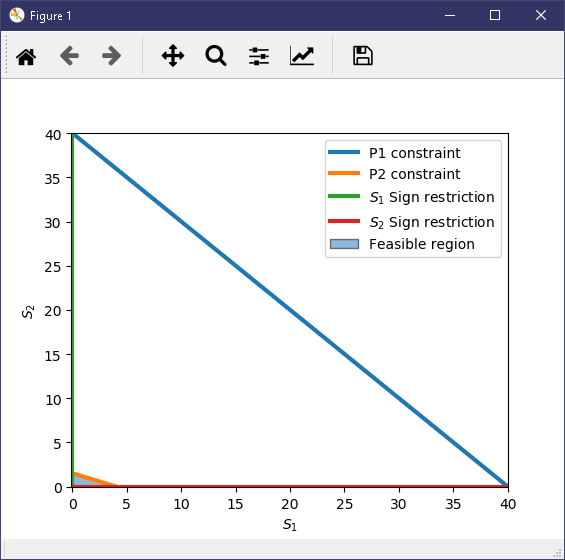 Figure 1
40
35
30
25
20
15
10
5
0
S₂
P1 constraint
P2 constraint
S₁ Sign restriction
S₂ Sign restriction
Feasible region
0 5 10 15 20 25 30 35 40
S₁